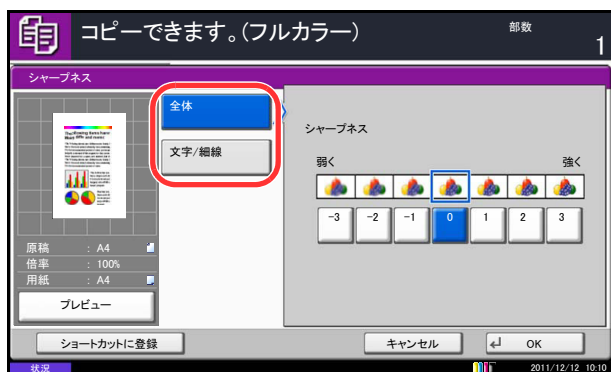 コピーできます。(フルカラー)
部数
1
シャープネス
全体
文字/細線
原稿 : A4
倍率 : 100%
用紙 : A4
プレビュー
シャープネス
弱く 強く
-3 -2 -1 0 1 2 3
ショートカットに登録
キャンセル
OK
状況
2011/12/12 10:10